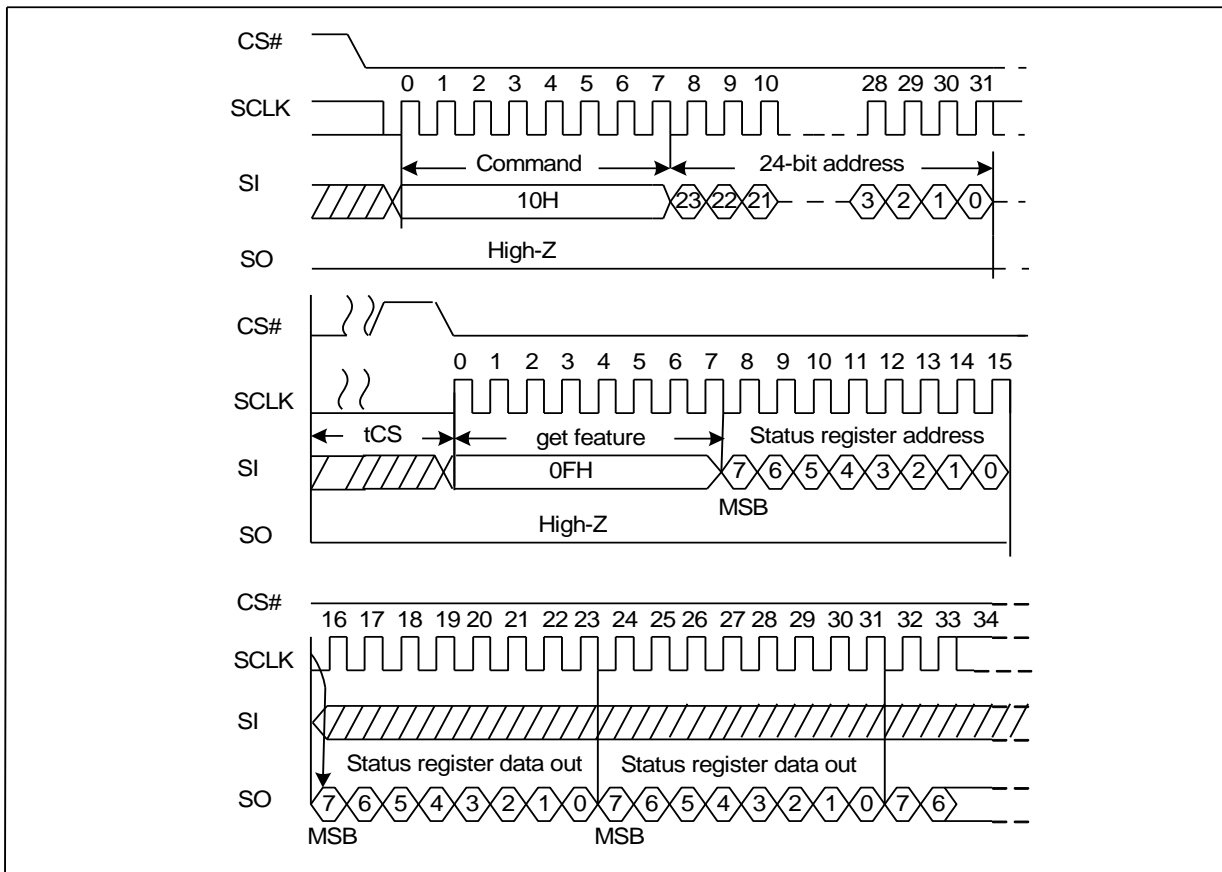 CS#
0 1 2 3 4 5 6 7 8 9 10 28 29 30 31
SCLK
Command 24-bit address
SI 10H 23 22 21 3 2 1 0
High-Z
SO
CS#
0 1 2 3 4 5 6 7 8 9 10 11 12 13 14 15
SCLK
tCS get feature Status register address
SI 0FH 7 6 5 4 3 2 1 0
MSB
High-Z
SO
CS#
16 17 18 19 20 21 22 23 24 25 26 27 28 29 30 31 32 33 34
SCLK
SI
Status register data out Status register data out
SO 7 6 5 4 3 2 1 0 7 6 5 4 3 2 1 0 7 6
MSB MSB